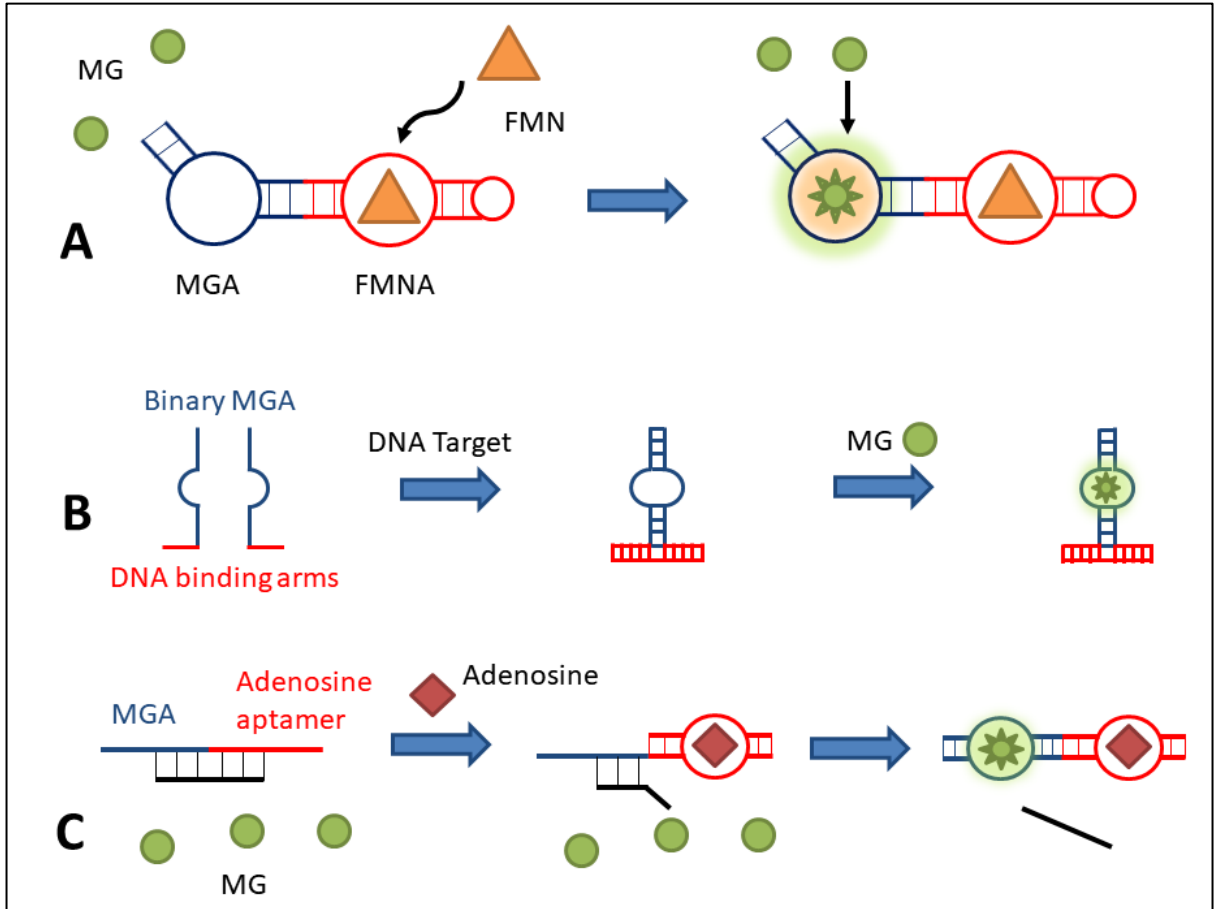 MG
FMN
A
MGA
FMNA
Binary MGA
DNA Target
MG
B
DNA binding arms
MGA
Adenosine
aptamer
Adenosine
C
MG